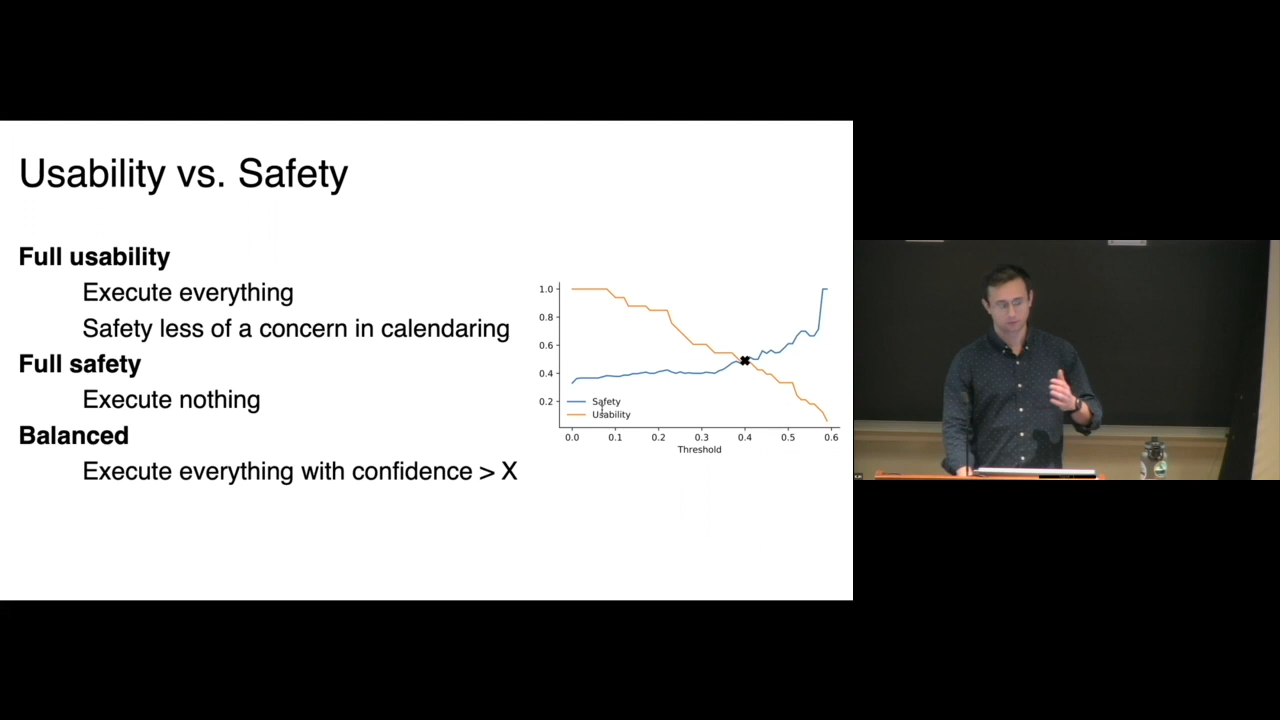 Usability vs. Safety
Full usability
Execute everything
Safety less of a concern in calendaring
Full safety
Execute nothing
Balanced
Execute everything with confidence > X
1.0
0.8
0.6
0.4
0.2
Safety
Usability
0.0 0.1 0.2 0.3 0.4 0.5 0.6
Threshold